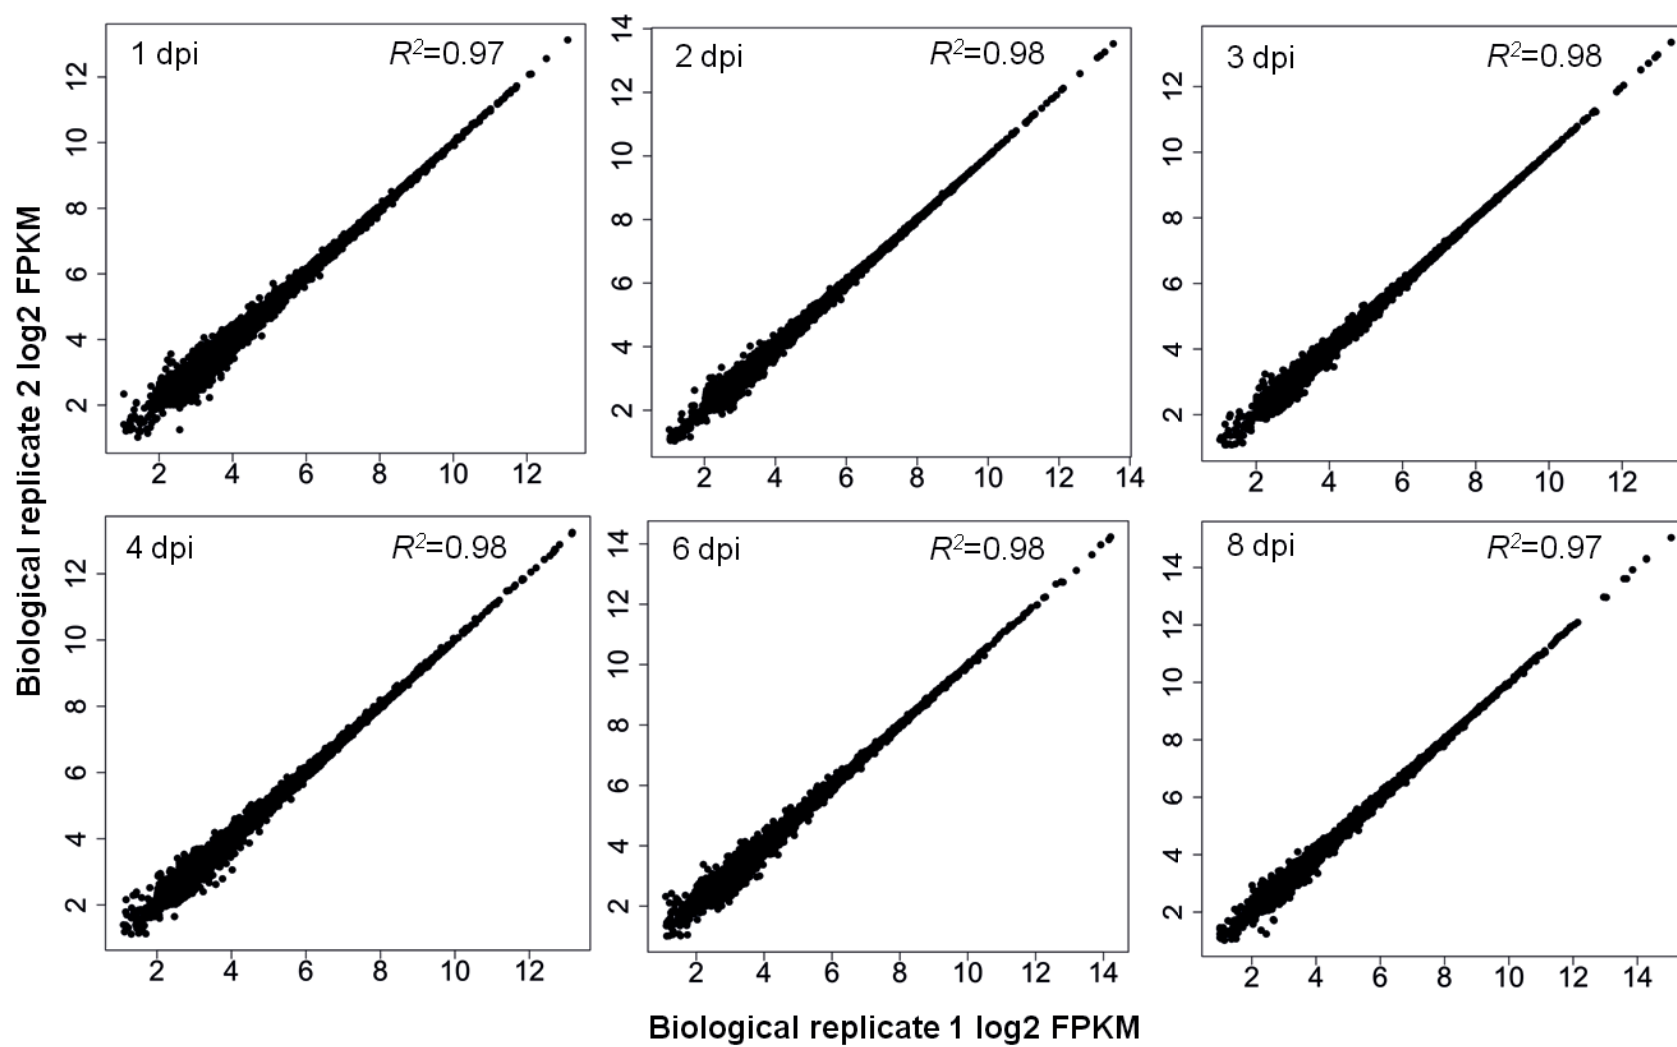 Biological replicate 2 log2 FPKM
1 dpi
R²=0.97
12
10
8
6
4
2
2 4 6 8 10 12
2 dpi
R²=0.98
14
12
10
8
6
4
2
2 4 6 8 10 12 14
3 dpi
R²=0.98
12
10
8
6
4
2
2 4 6 8 10 12
4 dpi
R²=0.98
12
10
8
6
4
2
2 4 6 8 10 12
6 dpi
R²=0.98
14
12
10
8
6
4
2
2 4 6 8 10 12 14
8 dpi
R²=0.97
14
12
10
8
6
4
2
2 4 6 8 10 12 14
Biological replicate 1 log2 FPKM